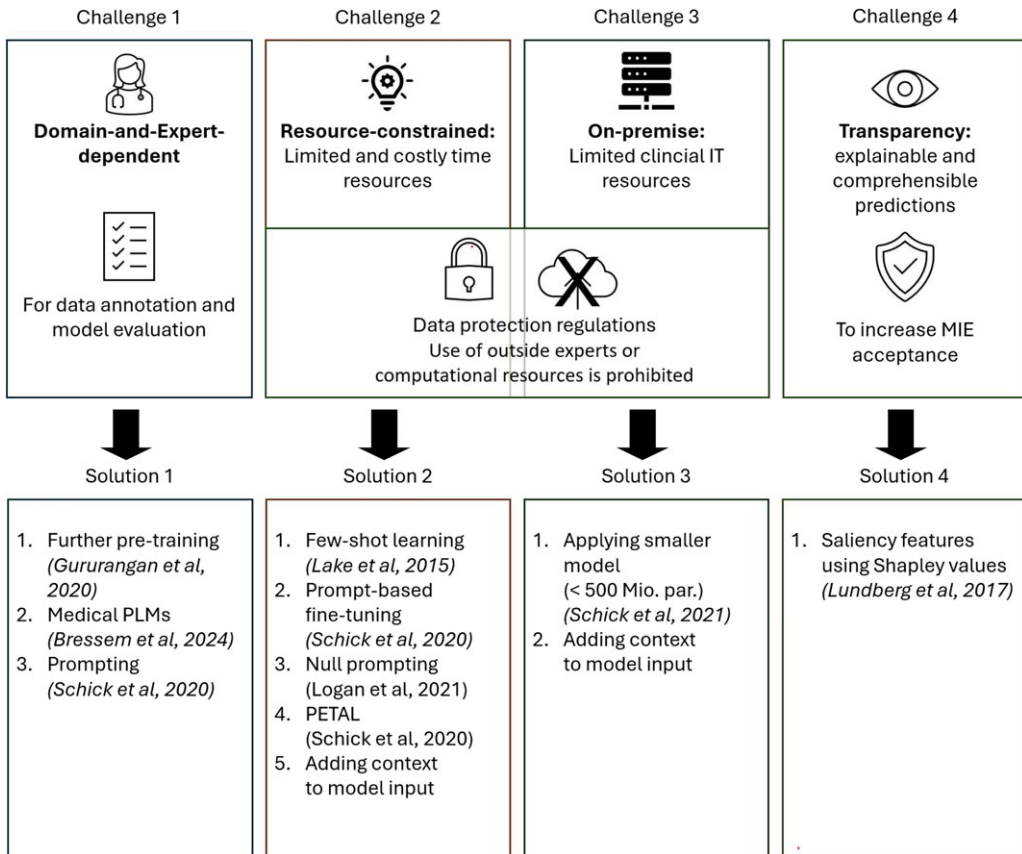 Challenge 1
Challenge 2
Challenge 3
Challenge 4
Domain-and-Expert-
dependent
For data annotation and
model evaluation
Resource-constrained:
Limited and costly time
resources
On-premise:
Limited clincial IT
resources
Data protection regulations
Use of outside experts or
computational resources is prohibited
Transparency:
explainable and
comprehensible
predictions
To increase MIE
acceptance
Solution 1
1. Further pre-training
(Gururangan et al,
2020)
2. Medical PLMs
(Bressem et al, 2024)
3. Prompting
(Schick et al, 2020)
Solution 2
1. Few-shot learning
(Lake et al, 2015)
2. Prompt-based
fine-tuning
(Schick et al, 2020)
3. Null prompting
(Logan et al, 2021)
4. PETAL
(Schick et al, 2020)
5. Adding context
to model input
Solution 3
1. Applying smaller
model
(< 500 Mio. par.)
(Schick et al, 2021)
2. Adding context
to model input
Solution 4
1. Saliency features
using Shapley values
(Lundberg et al, 2017)